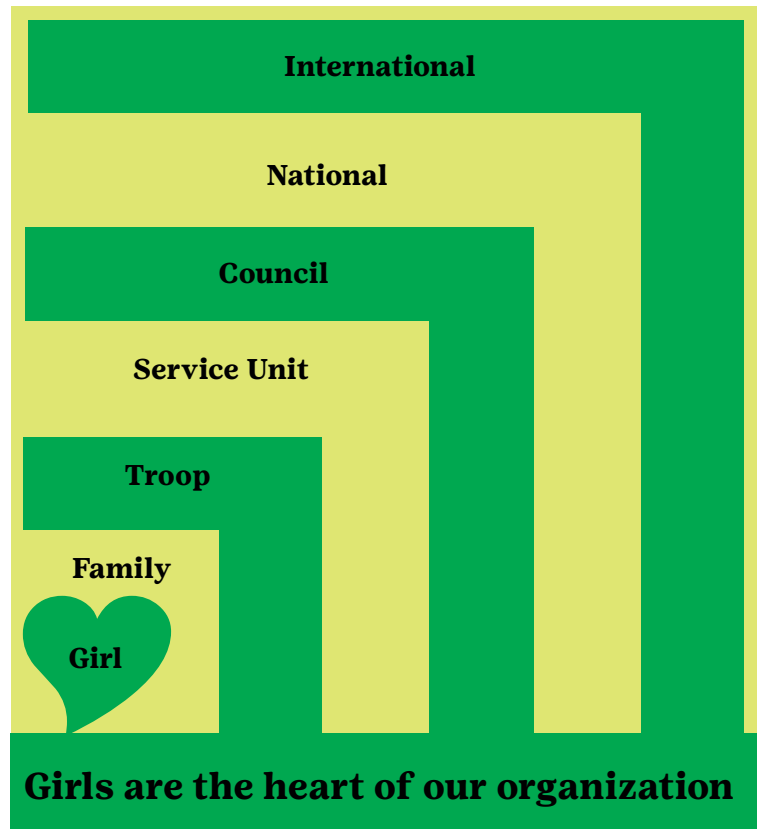 International
National
Council
Service Unit
Troop
Family
Girl
Girls are the heart of our organization